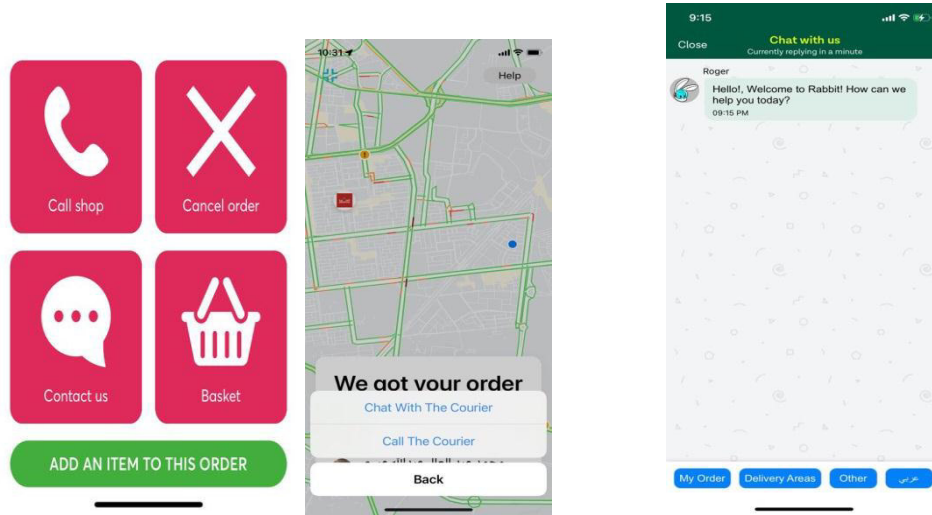 Call shop
Cancel order
Contact us
Basket
ADD AN ITEM TO THIS ORDER
10:31
Help
We got your order
Chat With The Courier
Call The Courier
Back
9:15
Close
Chat with us
Currently replying in a minute
Roger
Hello!, Welcome to Rabbit! How can we
help you today?
09:15 PM
My Order
Delivery Areas
Other
عربي